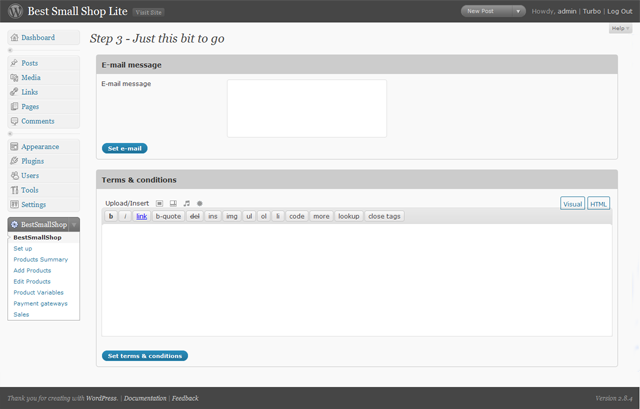 Best Small Shop Lite Visit Site New Post Howdy, admin | Turbo | Log Out
Help
Dashboard
Posts
Media
Links
Pages
Comments
Appearance
Plugins
Users
Tools
Settings
BestSmallShop
BestSmallShop
Set up
Products Summary
Add Products
Edit Products
Product Variables
Payment gateways
Sales
Step 3 - Just this bit to go
E-mail message
E-mail message
Set e-mail
Terms & conditions
Upload/Insert Visual HTML
b i link b-quote del ins img ul ol li code more lookup close tags
Set terms & conditions
Thank you for creating with WordPress. | Documentation | Feedback Version 2.8.4